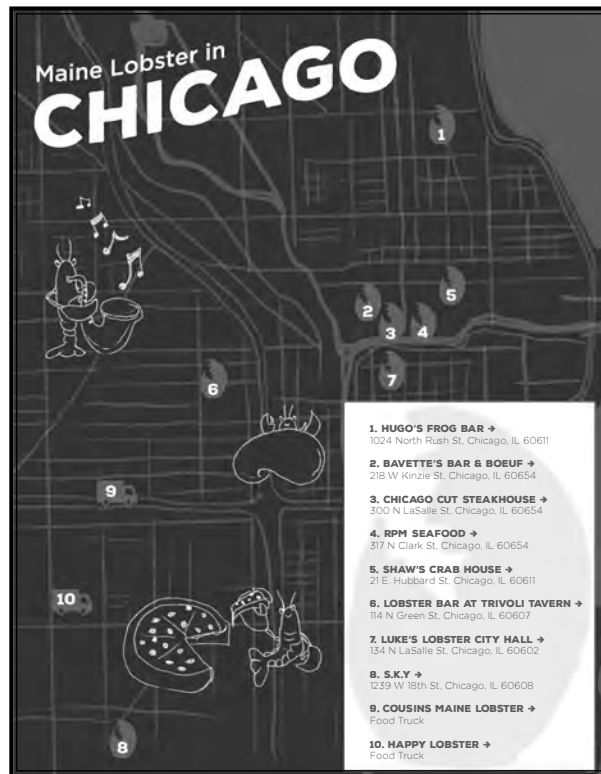 Maine Lobster in
CHICAGO
1
5
2
3
4
7
6
9
10
8
1. HUGO'S FROG BAR →
1024 North Rush St, Chicago, IL 60611
2. BAVETTE'S BAR & BOEUF →
218 W Kinzie St, Chicago, IL 60654
3. CHICAGO CUT STEAKHOUSE →
300 N LaSalle St, Chicago, IL 60654
4. RPM SEAFOOD →
317 N Clark St, Chicago, IL 60654
5. SHAW'S CRAB HOUSE →
21 E. Hubbard St, Chicago, IL 60611
6. LOBSTER BAR AT TRIVOLI TAVERN →
114 N Green St, Chicago, IL 60607
7. LUKE'S LOBSTER CITY HALL →
134 N LaSalle St, Chicago, IL 60602
8. S.K.Y →
1239 W 18th St, Chicago, IL 60608
9. COUSINS MAINE LOBSTER →
Food Truck
10. HAPPY LOBSTER →
Food Truck